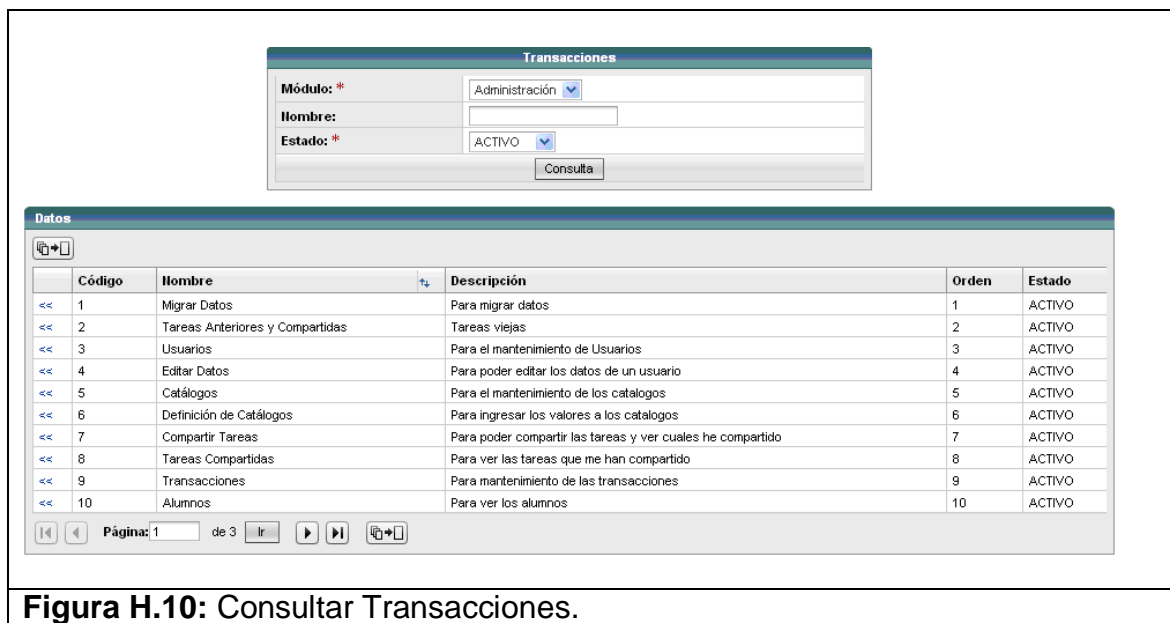 Transacciones
Módulo: * Administración
Nombre:
Estado: * ACTIVO
Consulta
Datos
Código Nombre Descripción Orden Estado
<< 1 Migrar Datos Para migrar datos 1 ACTIVO
<< 2 Tareas Anteriores y Compartidas Tareas viejas 2 ACTIVO
<< 3 Usuarios Para el mantenimiento de Usuarios 3 ACTIVO
<< 4 Editar Datos Para poder editar los datos de un usuario 4 ACTIVO
<< 5 Catálogos Para el mantenimiento de los catalogos 5 ACTIVO
<< 6 Definición de Catálogos Para ingresar los valores a los catalogos 6 ACTIVO
<< 7 Compartir Tareas Para poder compartir las tareas y ver cuales he compartido 7 ACTIVO
<< 8 Tareas Compartidas Para ver las tareas que me han compartido 8 ACTIVO
<< 9 Transacciones Para mantenimiento de las transacciones 9 ACTIVO
<< 10 Alumnos Para ver los alumnos 10 ACTIVO
Página: 1 de 3 Ir
Figura H.10: Consultar Transacciones.